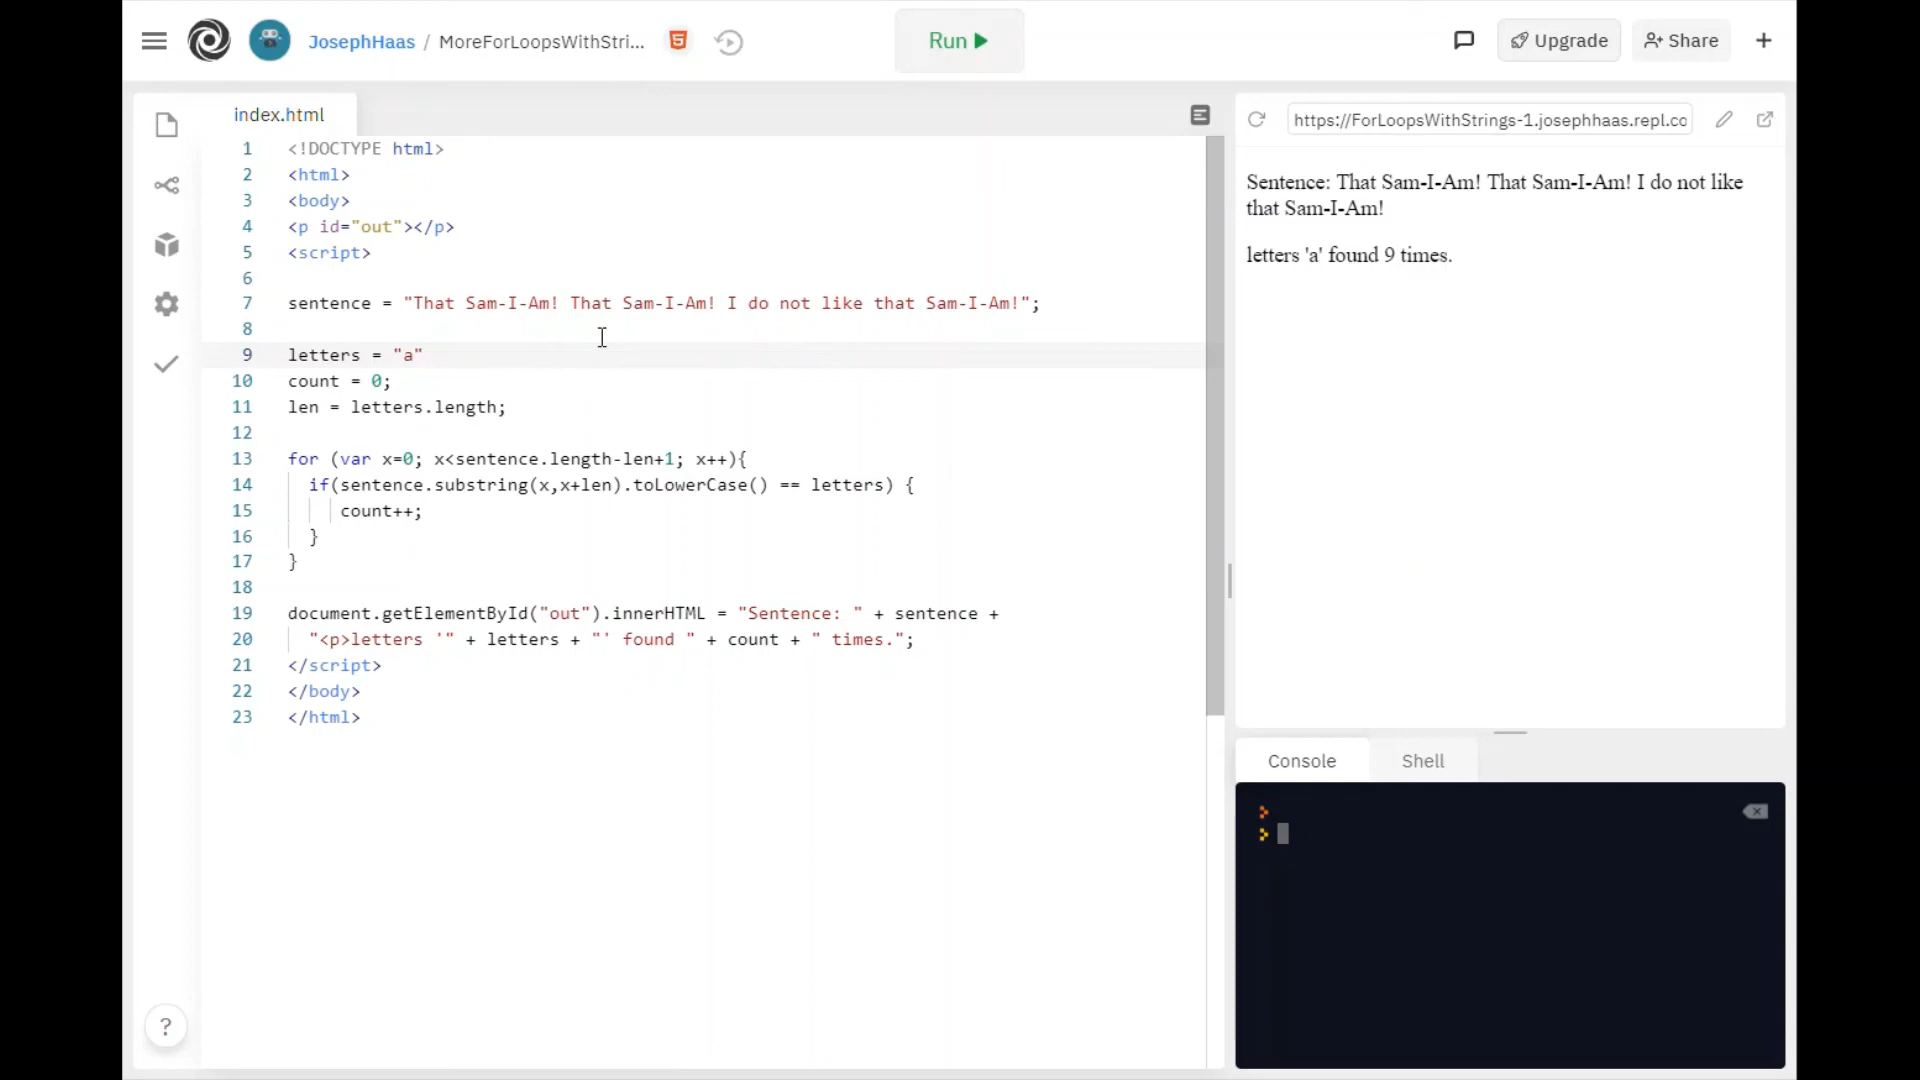 JosephHaas / MoreForLoopsWithStri...
Run
Upgrade
Share
index.html
1 <!DOCTYPE html>
2 <html>
3 <body>
4 <p id="out"></p>
5 <script>
6
7 sentence = "That Sam-I-Am! That Sam-I-Am! I do not like that Sam-I-Am!";
8
9 letters = "a"
10 count = 0;
11 len = letters.length;
12
13 for (var x=0; x<sentence.length-len+1; x++){
14 if(sentence.substring(x,x+len).toLowerCase() == letters) {
15 count++;
16 }
17 }
18
19 document.getElementById("out").innerHTML = "Sentence: " + sentence +
20 "<p>letters '" + letters + "' found " + count + " times.";
21 </script>
22 </body>
23 </html>
?
https://ForLoopsWithStrings-1.josephhaas.repl.co
Sentence: That Sam-I-Am! That Sam-I-Am! I do not like
that Sam-I-Am!
letters 'a' found 9 times.
Console
Shell
>
>